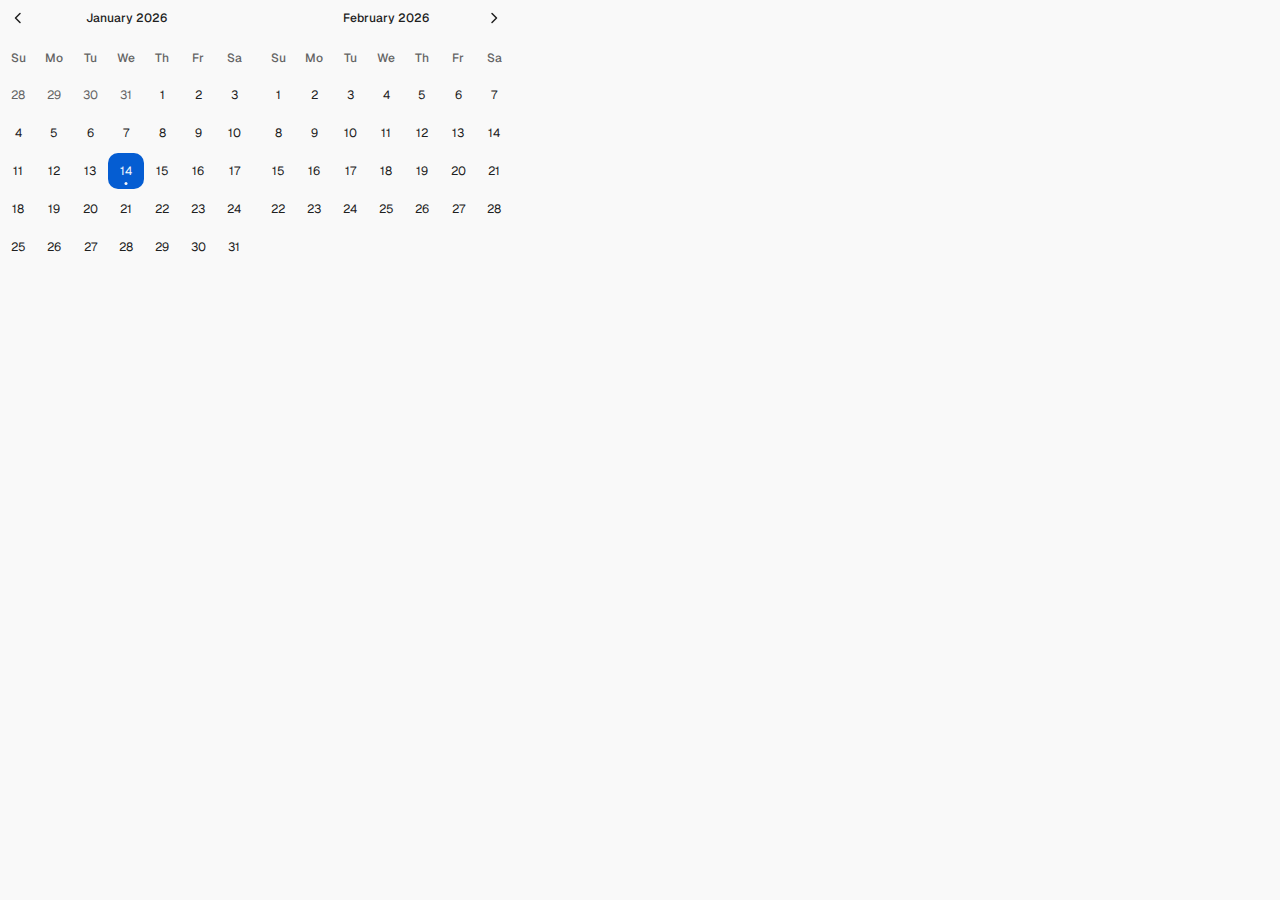 January 2026
Su Mo Tu We Th Fr Sa
28 29 30 31 1 2 3
4 5 6 7 8 9 10
11 12 13 14 15 16 17
18 19 20 21 22 23 24
25 26 27 28 29 30 31
February 2026
Su Mo Tu We Th Fr Sa
1 2 3 4 5 6 7
8 9 10 11 12 13 14
15 16 17 18 19 20 21
22 23 24 25 26 27 28